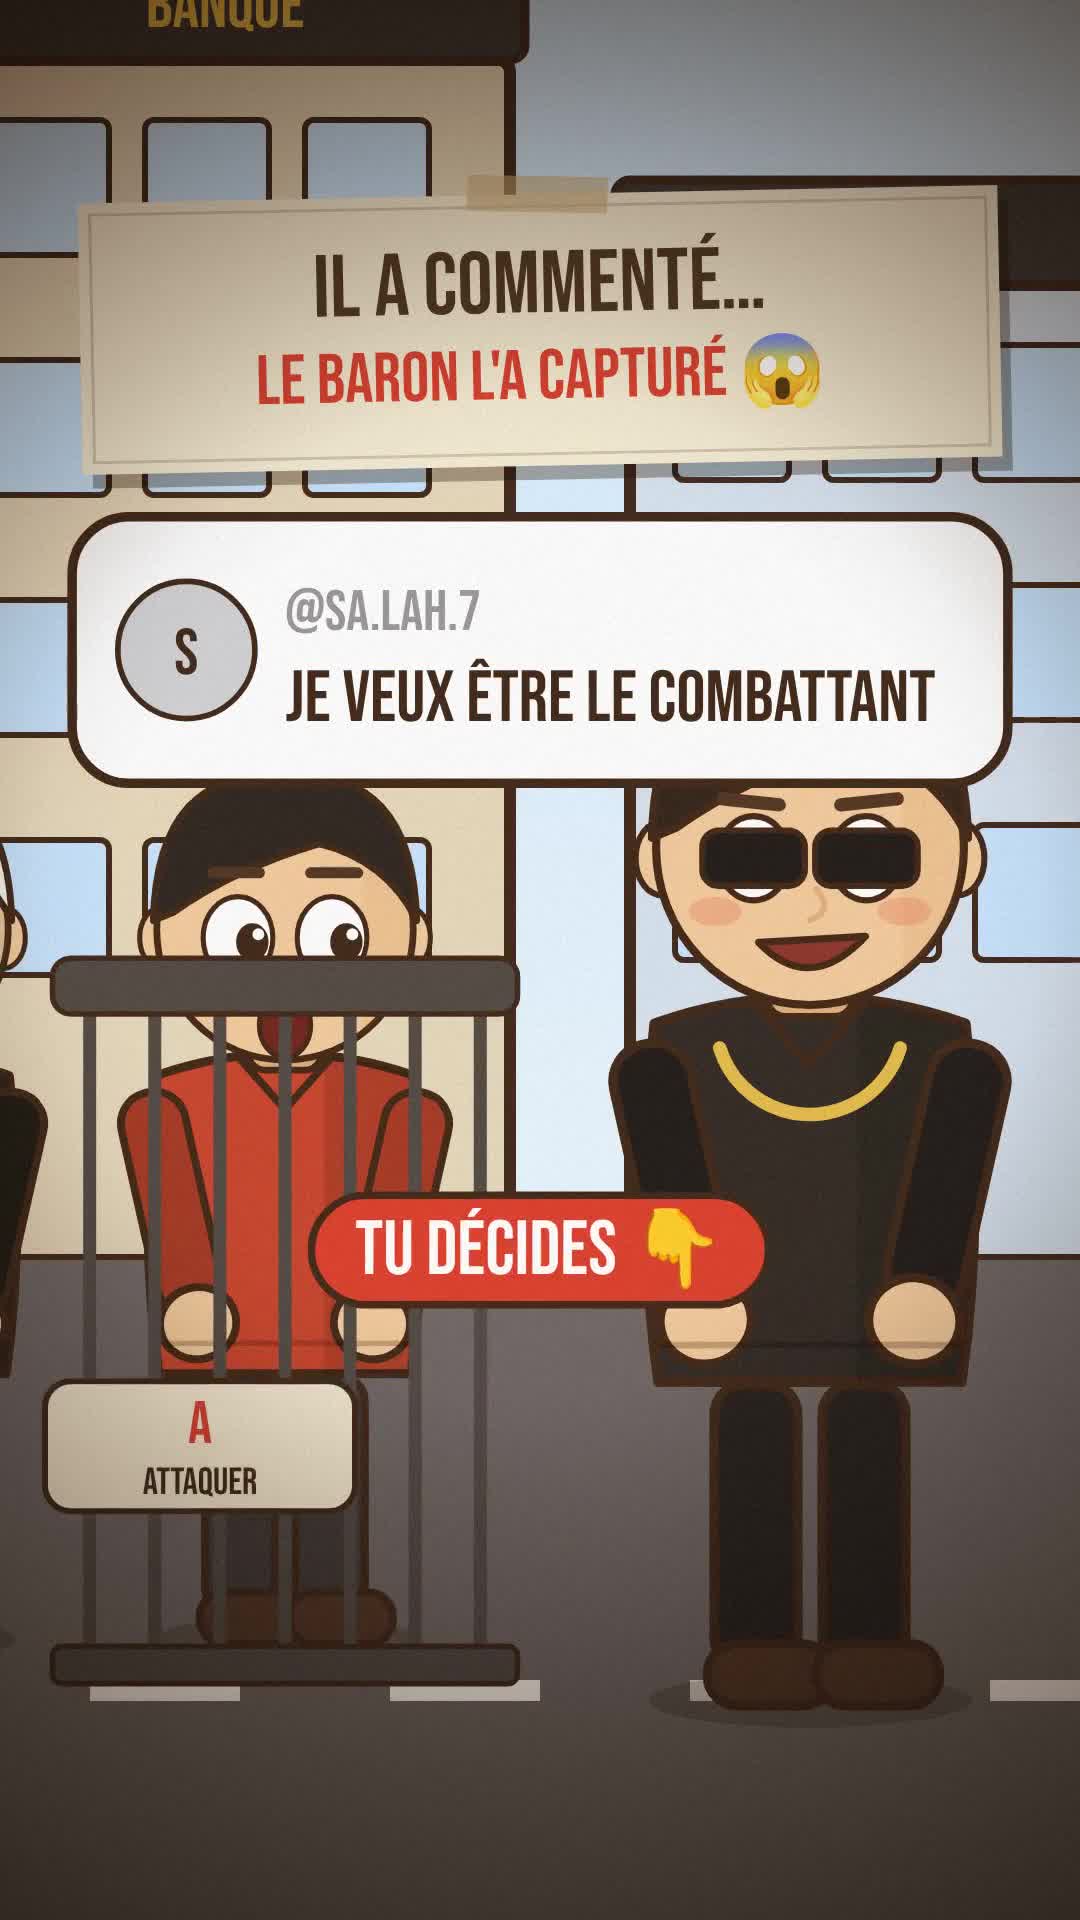 BANQUE
IL A COMMENTÉ...
LE BARON L'A CAPTURÉ 😱
S
@SA.LAH.7
JE VEUX ÊTRE LE COMBATTANT
TU DÉCIDES 👇
A
ATTAQUER